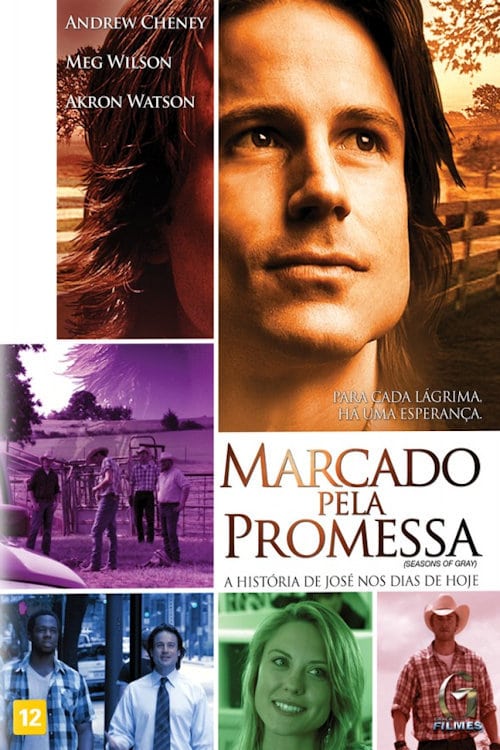 ANDREW CHENEY
MEG WILSON
AKRON WATSON
PARA CADA LÁGRIMA,
HÁ UMA ESPERANÇA.
MARCADO
PELA
PROMESSA
(SEASONS OF GRAY)
A HISTÓRIA DE JOSÉ NOS DIAS DE HOJE
12
G
FILMES